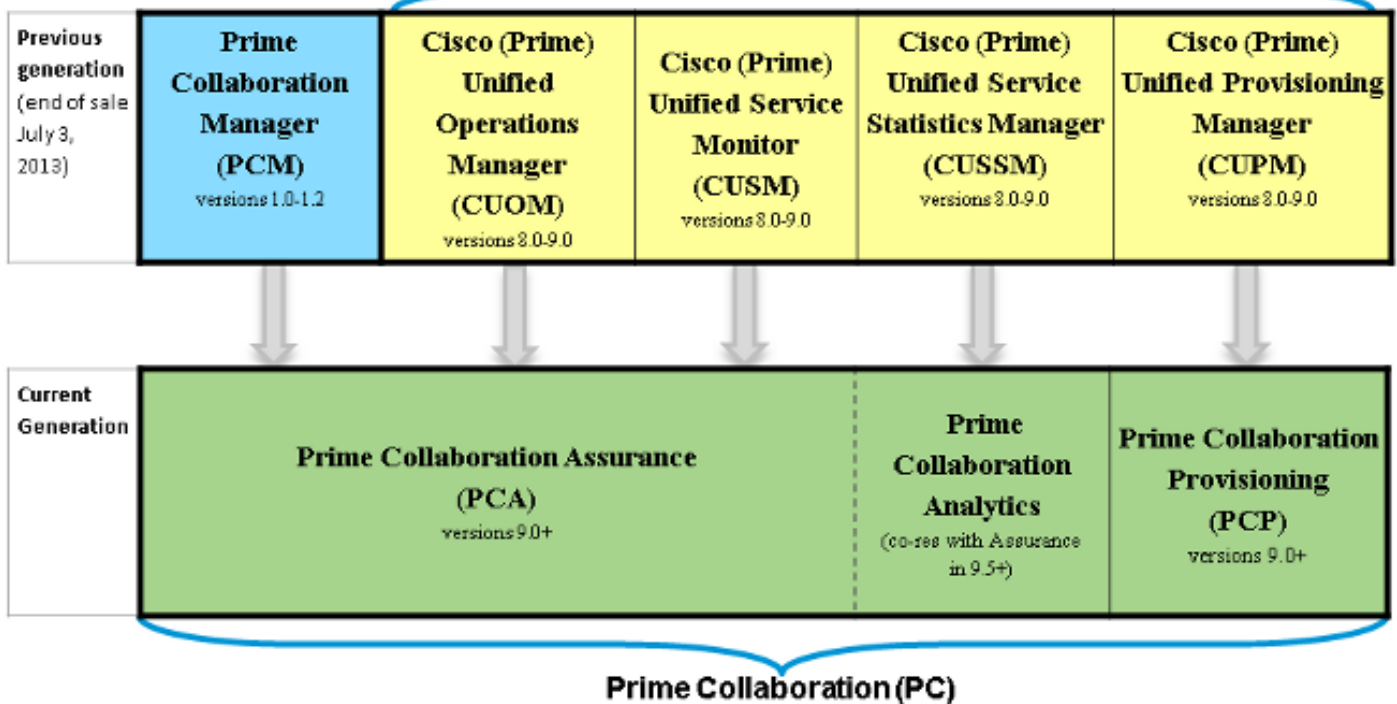 Previous
generation
(end of sale
July 3,
2013)
Prime
Collaboration
Manager
(PCM)
versions 1.0-1.2
Cisco (Prime)
Unified
Operations
Manager
(CUOM)
versions 8.0-9.0
Cisco (Prime)
Unified Service
Monitor
(CUSM)
versions 8.0-9.0
Cisco (Prime)
Unified Service
Statistics Manager
(CUSSM)
versions 8.0-9.0
Cisco (Prime)
Unified Provisioning
Manager
(CUPM)
versions 8.0-9.0
Current
Generation
Prime Collaboration Assurance
(PCA)
versions 9.0+
Prime
Collaboration
Analytics
(co-res with Assurance
in 9.5+)
Prime Collaboration
Provisioning
(PCP)
versions 9.0+
Prime Collaboration (PC)